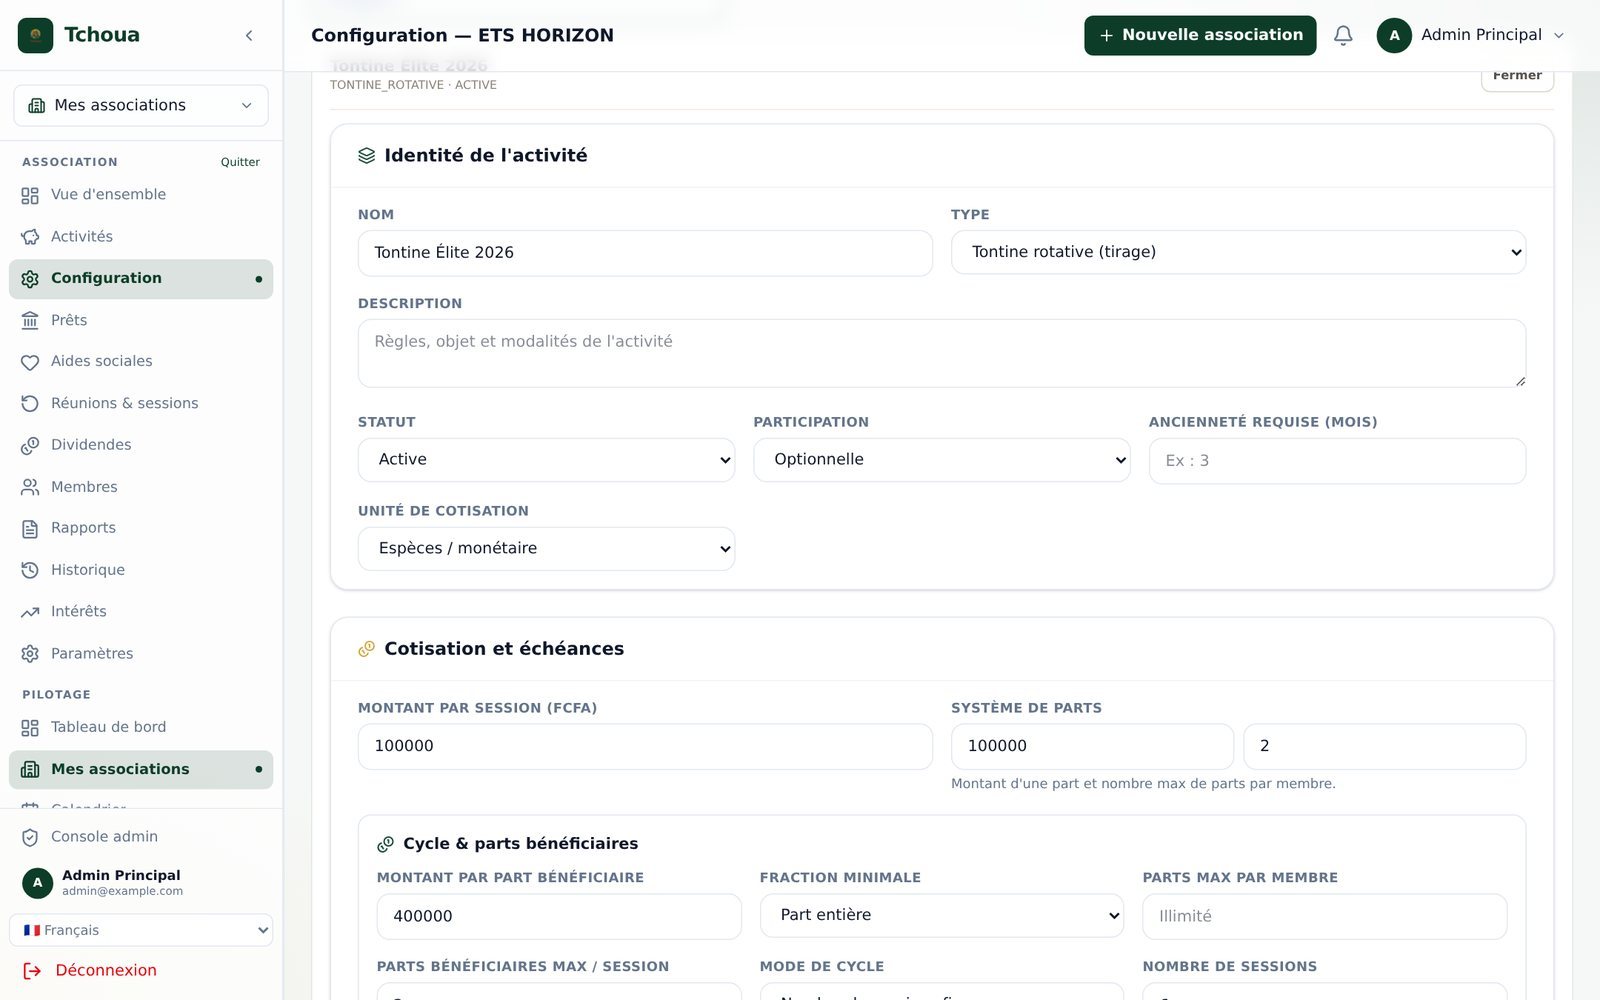 Tchoua
Configuration — ETS HORIZON
Nouvelle association
A
Admin Principal
Mes associations
ASSOCIATION
Quitter
Vue d'ensemble
Activités
Configuration
Prêts
Aides sociales
Réunions & sessions
Dividendes
Membres
Rapports
Historique
Intérêts
Paramètres
PILOTAGE
Tableau de bord
Mes associations
Calendrier
Console admin
A
Admin Principal
admin@example.com
Français
Déconnexion
Tontine Élite 2026
TONTINE_ROTATIVE · ACTIVE
Fermer
Identité de l'activité
NOM
Tontine Élite 2026
TYPE
Tontine rotative (tirage)
DESCRIPTION
Règles, objet et modalités de l'activité
STATUT
Active
PARTICIPATION
Optionnelle
ANCIENNETÉ REQUISE (MOIS)
Ex : 3
UNITÉ DE COTISATION
Espèces / monétaire
Cotisation et échéances
MONTANT PAR SESSION (FCFA)
100000
SYSTÈME DE PARTS
100000
2
Montant d'une part et nombre max de parts par membre.
Cycle & parts bénéficiaires
MONTANT PAR PART BÉNÉFICIAIRE
400000
FRACTION MINIMALE
Part entière
PARTS MAX PAR MEMBRE
Illimité
PARTS BÉNÉFICIAIRES MAX / SESSION
MODE DE CYCLE
NOMBRE DE SESSIONS